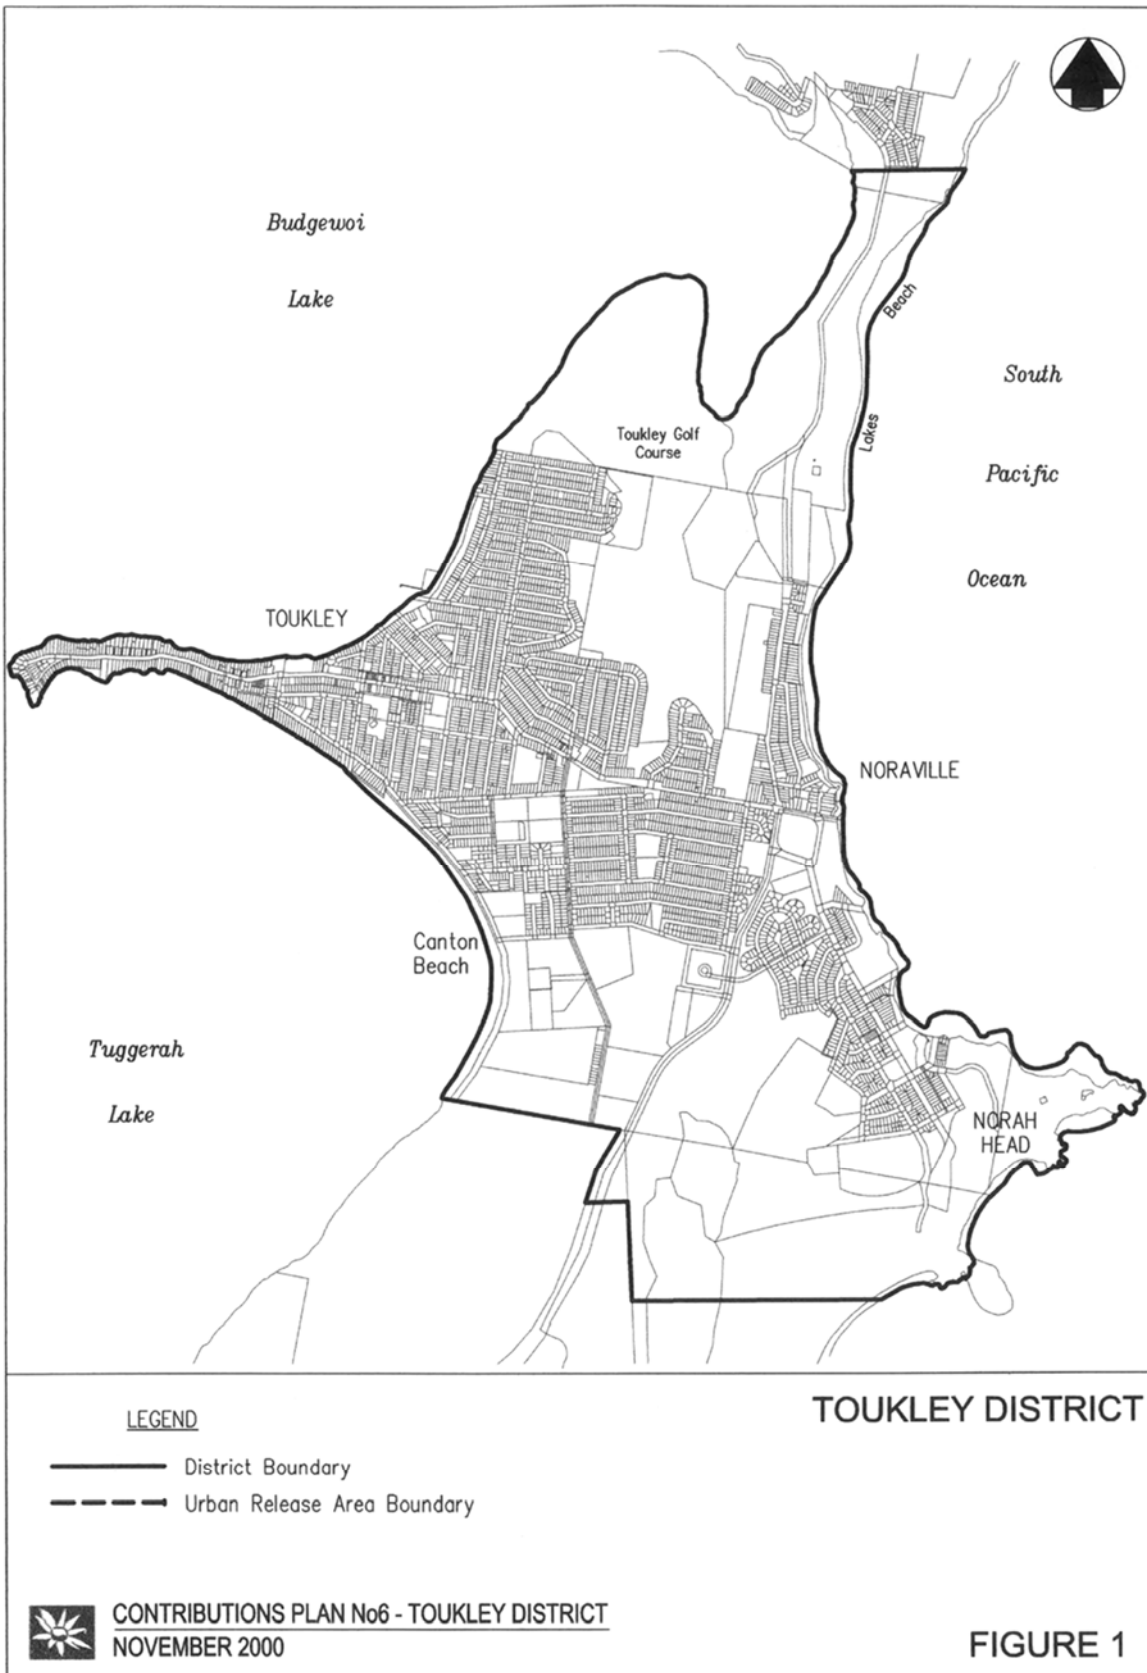 Budgewoi
Lake
Beach
South
Lakes
Toukley Golf
Course
Pacific
Ocean
TOUKLEY
NORAVILLE
Canton
Beach
Tuggerah
Lake
NORAH
HEAD
TOUKLEY DISTRICT
LEGEND
District Boundary
Urban Release Area Boundary
CONTRIBUTIONS PLAN No6 - TOUKLEY DISTRICT
NOVEMBER 2000
FIGURE 1